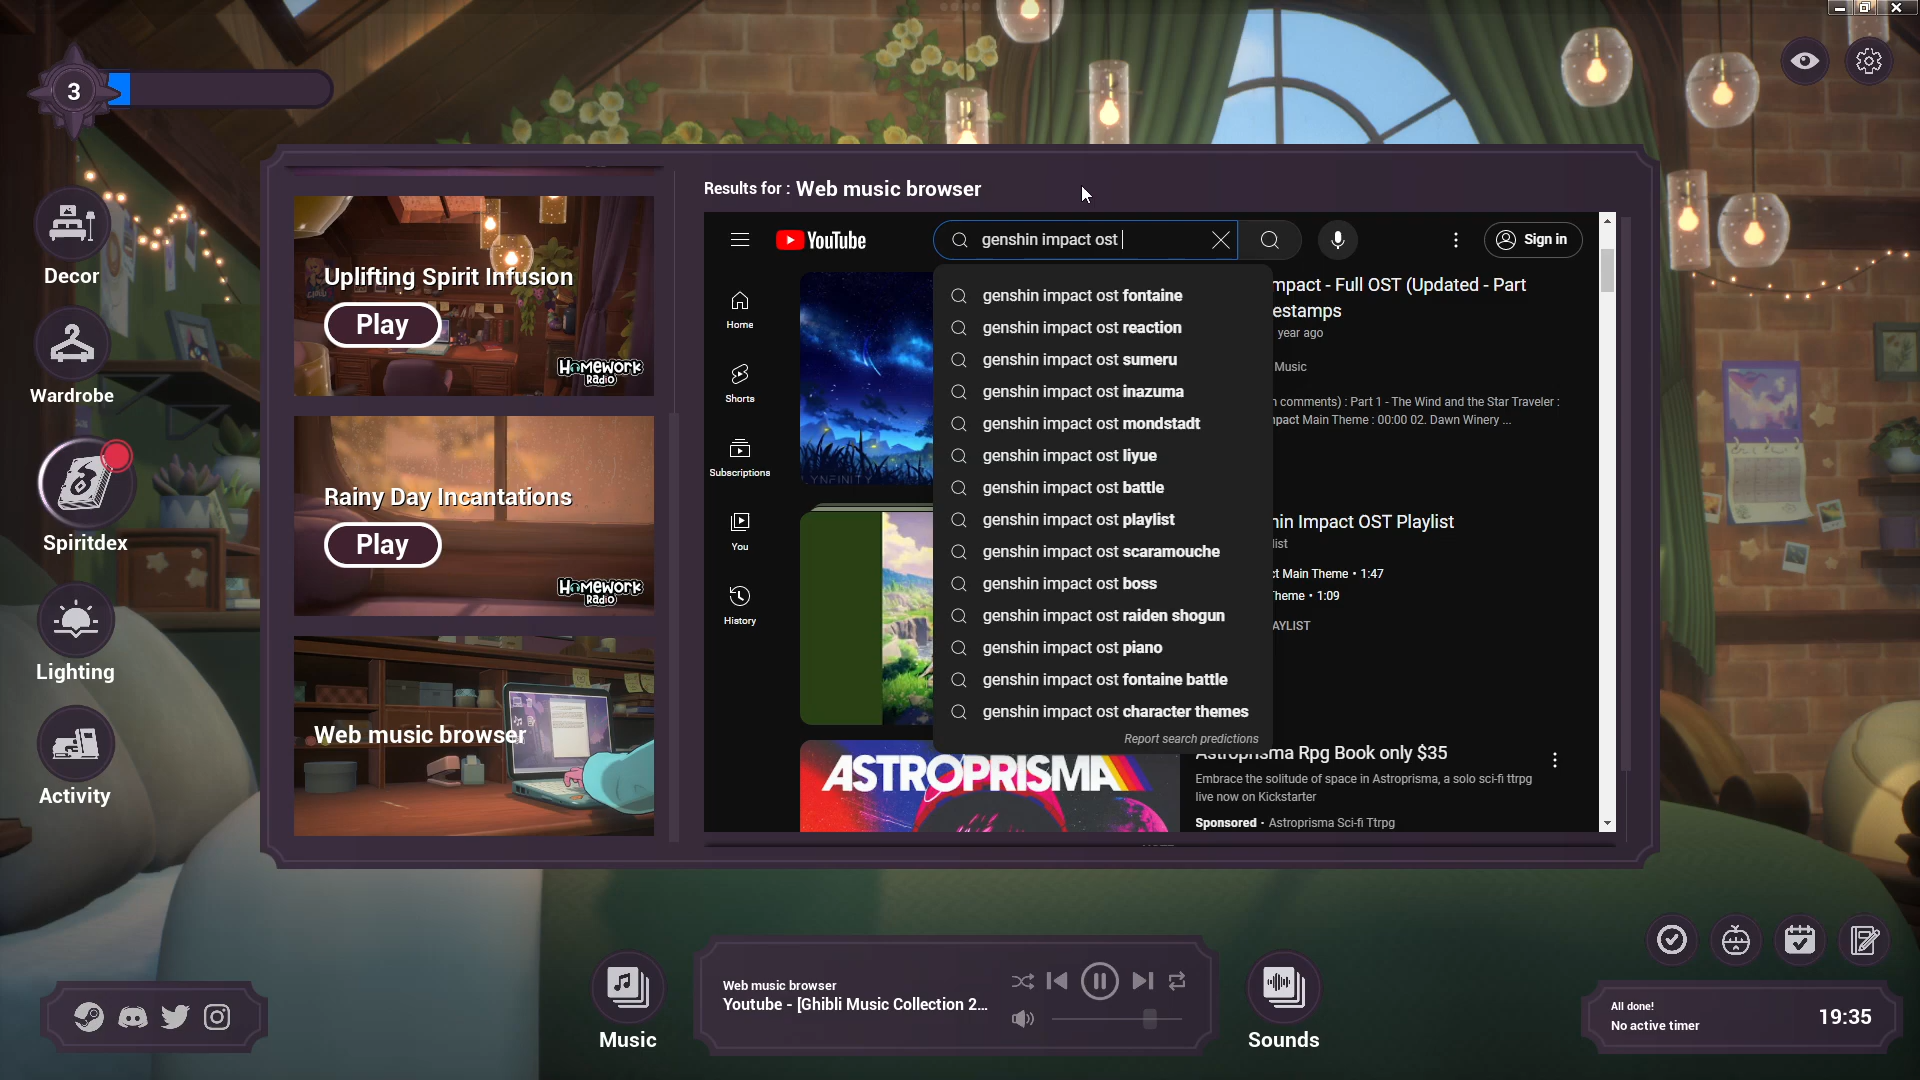 3
Decor
Wardrobe
Spiritdex
Lighting
Activity
Uplifting Spirit Infusion
Play
Homework
Radio
Rainy Day Incantations
Play
Homework
Radio
Web music browser
Results for : Web music browser
YouTube
genshin impact ost
Sign in
Home
Shorts
Subscriptions
You
History
genshin impact ost fontaine
genshin impact ost reaction
genshin impact ost sumeru
genshin impact ost inazuma
genshin impact ost mondstadt
genshin impact ost liyue
genshin impact ost battle
genshin impact ost playlist
genshin impact ost scaramouche
genshin impact ost boss
genshin impact ost raiden shogun
genshin impact ost piano
genshin impact ost fontaine battle
genshin impact ost character themes
Report search predictions
mpact - Full OST (Updated - Part
estamps
year ago
Music
n comments) : Part 1 - The Wind and the Star Traveler :
pact Main Theme : 00:00 02. Dawn Winery ...
YNFINITY
hin Impact OST Playlist
list
ct Main Theme • 1:47
heme • 1:09
AYLIST
ASTROPRISMA
Astroprisma Rpg Book only $35
Embrace the solitude of space in Astroprisma, a solo sci-fi ttrpg
live now on Kickstarter
Sponsored · Astroprisma Sci-fi Ttrpg
Music
Web music browser
Youtube - [Ghibli Music Collection 2...
Sounds
All done!
No active timer
19:35